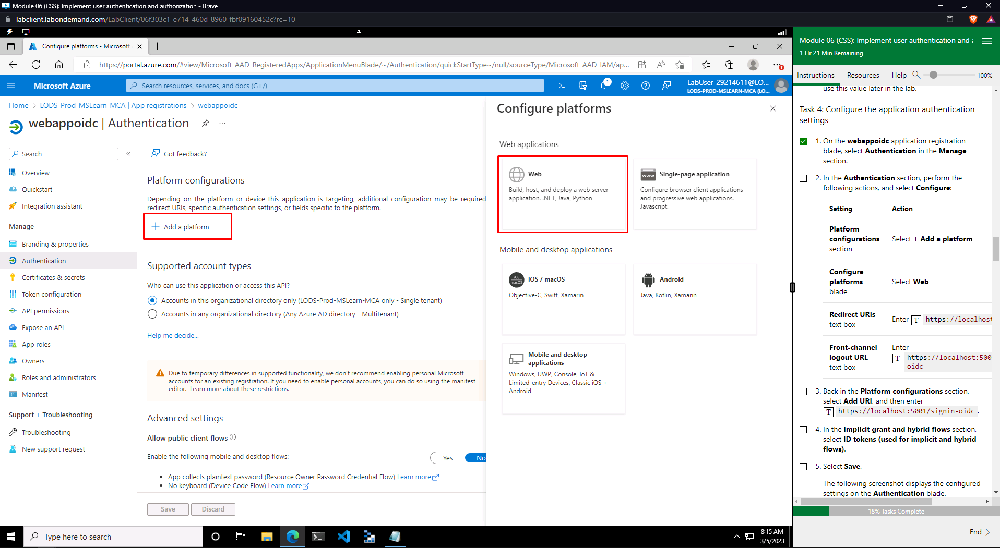 Module 06 (CSS): Implement user authentication and authorization - Brave
labclient.labondemand.com/LabClient/06f303c1-e714-460d-8960-fbf09160452c?rc=10
Configure platforms - Microsoft
https://portal.azure.com/#view/Microsoft_AAD_RegisteredApps/ApplicationMenuBlade/~/Authentication/quickStartType~/null/sourceType/Microsoft_AAD_IAM/ap...
Microsoft Azure
Search resources, services, and docs (G+/)
1
LabUser-29214611@LO...
LODS-PROD-MSLEARN-MCA (LO...
Home > LODS-Prod-MSLearn-MCA | App registrations > webappoidc
webappoidc | Authentication
Search
Overview
Quickstart
Integration assistant
Manage
Branding & properties
Authentication
Certificates & secrets
Token configuration
API permissions
Expose an API
App roles
Owners
Roles and administrators
Manifest
Support + Troubleshooting
Troubleshooting
New support request
Got feedback?
Platform configurations
Depending on the platform or device this application is targeting, additional configuration may be required
redirect URIs, specific authentication settings, or fields specific to the platform.
Add a platform
Supported account types
Who can use this application or access this API?
Accounts in this organizational directory only (LODS-Prod-MSLearn-MCA only - Single tenant)
Accounts in any organizational directory (Any Azure AD directory - Multitenant)
Help me decide...
Due to temporary differences in supported functionality, we don't recommend enabling personal Microsoft
accounts for an existing registration. If you need to enable personal accounts, you can do so using the manifest
editor. Learn more about these restrictions.
Advanced settings
Allow public client flows
Enable the following mobile and desktop flows:
Yes No
App collects plaintext password (Resource Owner Password Credential Flow) Learn more
No keyboard (Device Code Flow) Learn more
Save Discard
Configure platforms
Web applications
Web
Build, host, and deploy a web server
application. .NET, Java, Python
Single-page application
Configure browser client applications
and progressive web applications.
Javascript.
Mobile and desktop applications
iOS
macOS
iOS / macOS
Objective-C, Swift, Xamarin
Android
Java, Kotlin, Xamarin
Mobile and desktop
applications
Windows, UWP, Console, IoT &
Limited-entry Devices, Classic iOS +
Android
Module 06 (CSS): Implement user authentication and a
1 Hr 21 Min Remaining
Instructions Resources Help 100%
use this value later in the lab.
Task 4: Configure the application authentication
settings
1. On the webappoidc application registration
blade, select Authentication in the Manage
section.
2. In the Authentication section, perform the
following actions, and select Configure:
Setting Action
Platform
configurations
section
Select + Add a platform
Configure
platforms
blade
Select Web
Redirect URIs
text box
Enter T https://localhost
Front-channel
logout URL
text box
Enter
T https://localhost:500
oidc
3. Back in the Platform configurations section,
select Add URI, and then enter
T https://localhost:5001/signin-oidc .
4. In the Implicit grant and hybrid flows section,
select ID tokens (used for implicit and hybrid
flows).
5. Select Save.
The following screenshot displays the configured
settings on the Authentication blade.
18% Tasks Complete
End >
Type here to search
8:15 AM
3/5/2023